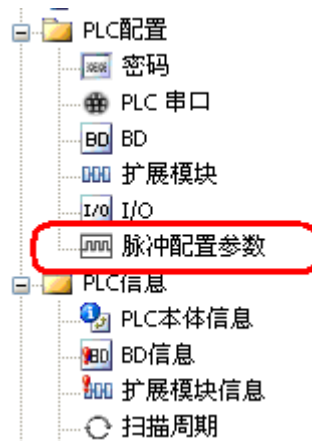 PLC配置
密码
PLC 串口
BD BD
扩展模块
I/O I/O
脉冲配置参数
PLC信息
PLC本体信息
BD BD信息
扩展模块信息
扫描周期